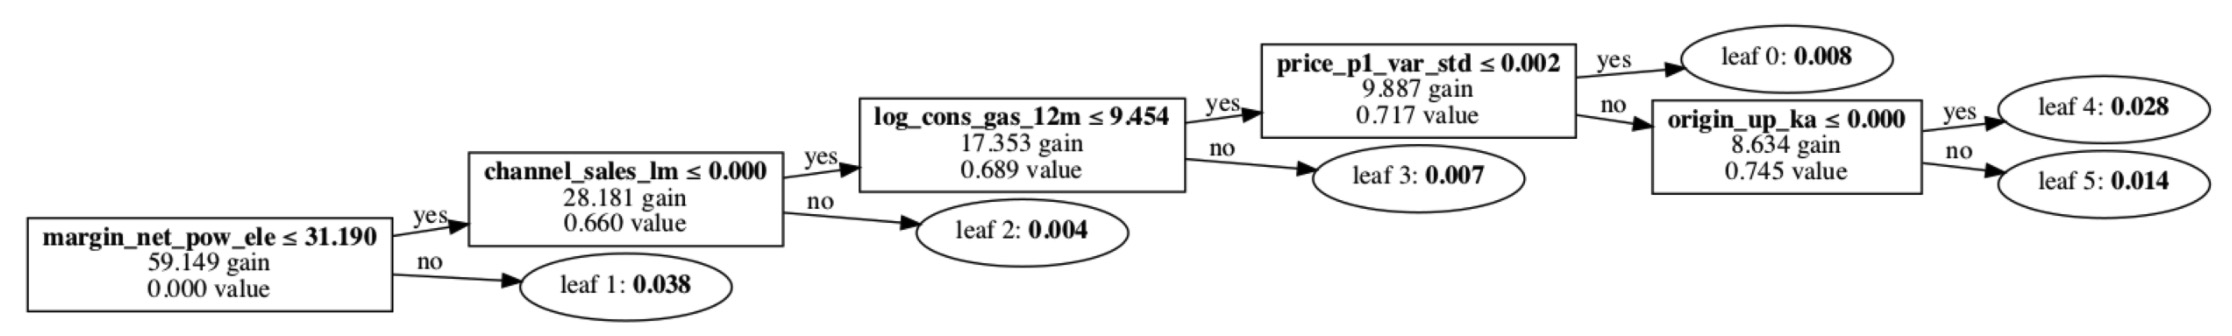 margin_net_pow_ele ≤ 31.190
59.149 gain
0.000 value
yes
no
leaf 1: 0.038
channel_sales_lm ≤ 0.000
28.181 gain
0.660 value
yes
no
leaf 2: 0.004
log_cons_gas_12m ≤ 9.454
17.353 gain
0.689 value
yes
no
leaf 3: 0.007
price_p1_var_std ≤ 0.002
9.887 gain
0.717 value
yes
no
leaf 0: 0.008
origin_up_ka ≤ 0.000
8.634 gain
0.745 value
yes
no
leaf 4: 0.028
leaf 5: 0.014